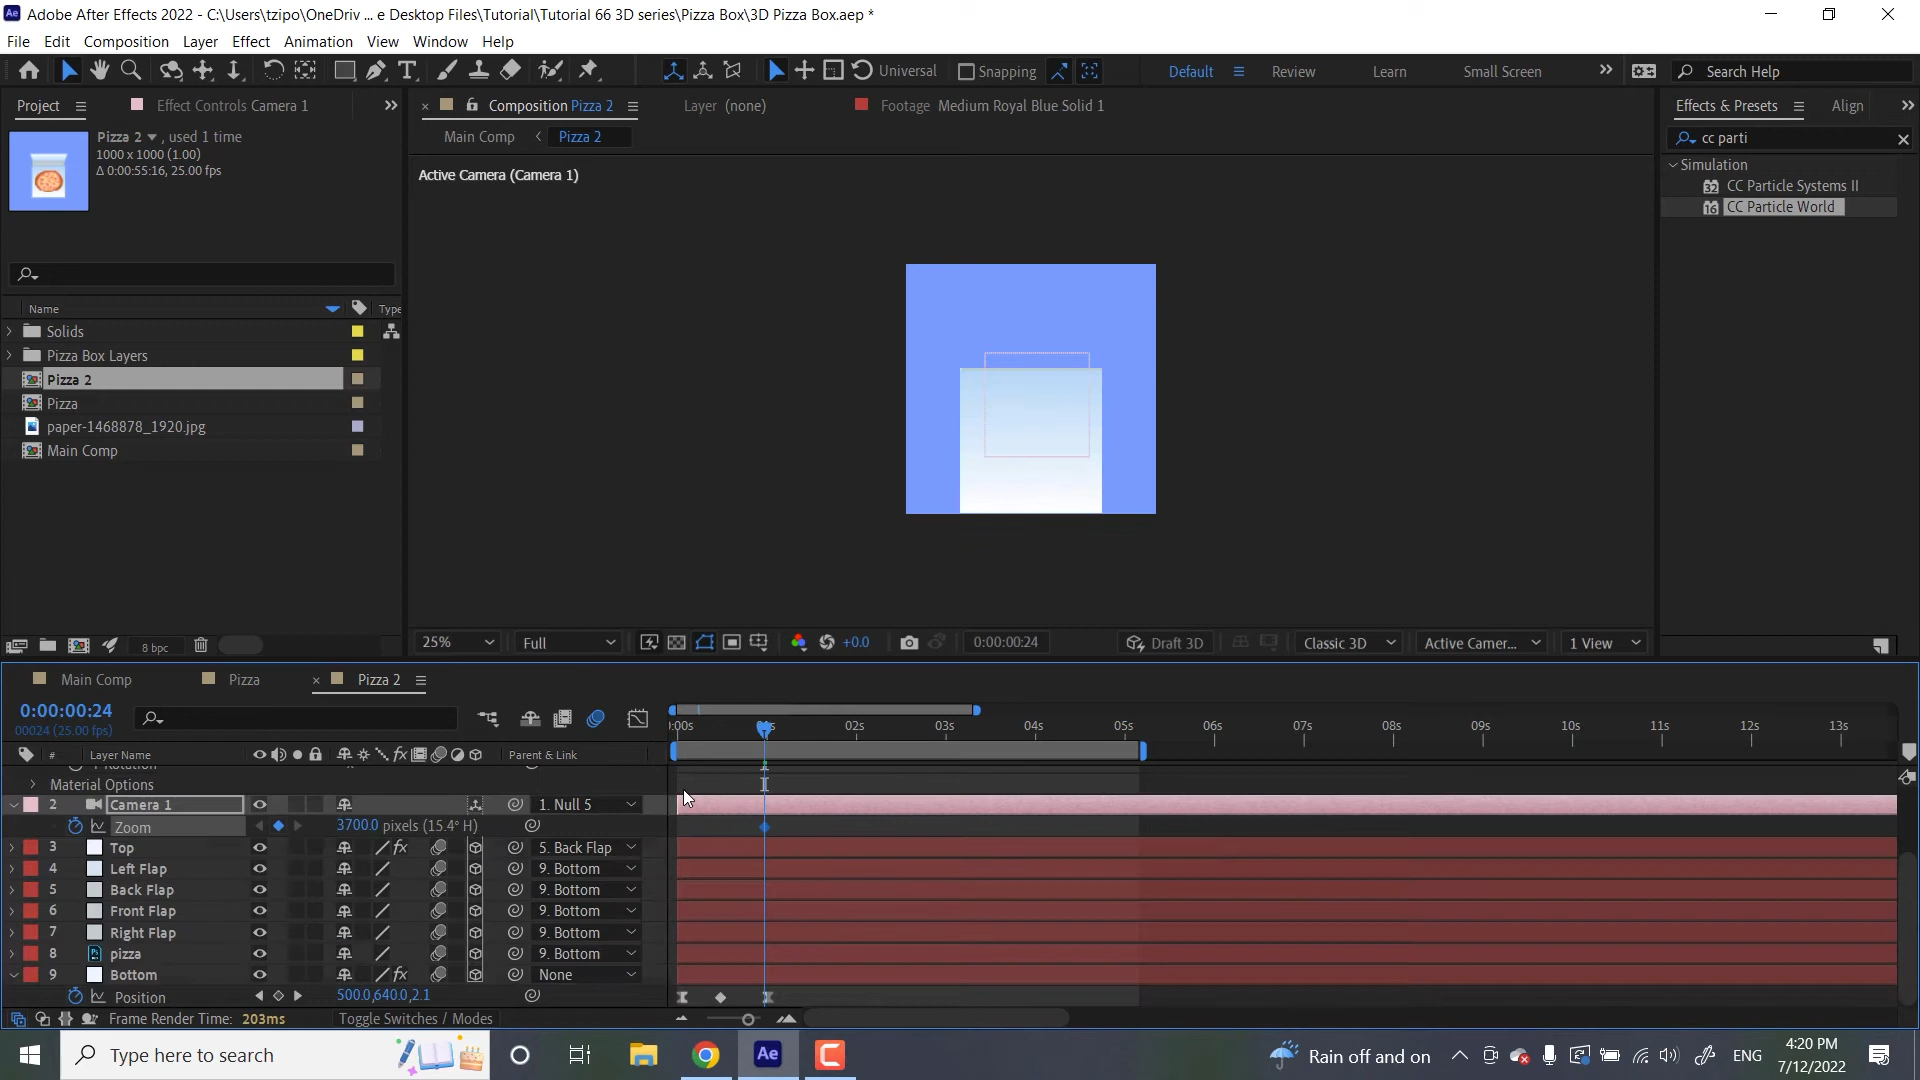 Adobe After Effects 2022 - C:\Users\tzipo\OneDriv ... e Desktop Files\Tutorial\Tutorial 66 3D series\Pizza Box\3D Pizza Box.aep *
File Edit Composition Layer Effect Animation View Window Help
Universal Snapping Default Review Learn Small Screen Search Help
Project Effect Controls Camera 1 Composition Pizza 2 Layer (none) Footage Medium Royal Blue Solid 1 Effects & Presets Align
Pizza 2 , used 1 time
1000 x 1000 (1.00)
Δ 0:00:55:16, 25.00 fps
Main Comp Pizza 2
cc parti
Simulation
32 CC Particle Systems II
16 CC Particle World
Active Camera (Camera 1)
Name Type
Solids
Pizza Box Layers
Pizza 2
Pizza
paper-1468878_1920.jpg
Main Comp
8 bpc
25% Full +0.0 0:00:00:24 Draft 3D Classic 3D Active Camer... 1 View
Main Comp Pizza Pizza 2
0:00:00:24
00024 (25.00 fps)
:00s 02s 03s 04s 05s 06s 07s 08s 09s 10s 11s 12s 13s
# Layer Name fx Parent & Link
Material Options
2 Camera 1 1. Null 5
Zoom 3700.0 pixels (15.4° H)
3 Top fx 5. Back Flap
4 Left Flap 9. Bottom
5 Back Flap 9. Bottom
6 Front Flap 9. Bottom
7 Right Flap 9. Bottom
8 Ps pizza 9. Bottom
9 Bottom fx None
Position 500.0,640.0,2.1
Frame Render Time: 203ms Toggle Switches / Modes
Type here to search Ae Rain off and on ENG 4:20 PM
7/12/2022